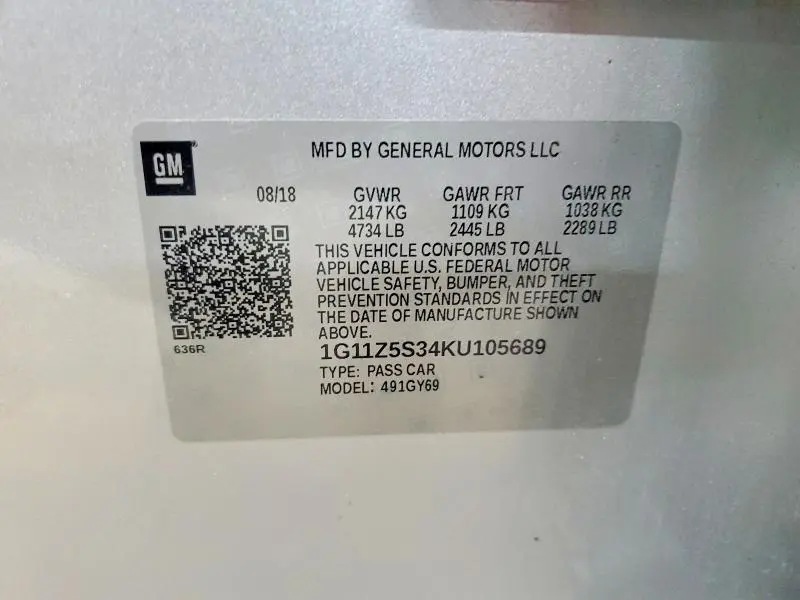 GM
MFD BY GENERAL MOTORS LLC
08/18 GVWR GAWR FRT GAWR RR
2147 KG 1109 KG 1038 KG
4734 LB 2445 LB 2289 LB
THIS VEHICLE CONFORMS TO ALL
APPLICABLE U.S. FEDERAL MOTOR
VEHICLE SAFETY, BUMPER, AND THEFT
PREVENTION STANDARDS IN EFFECT ON
THE DATE OF MANUFACTURE SHOWN
ABOVE.
636R
1G11Z5S34KU105689
TYPE: PASS CAR
MODEL: 491GY69